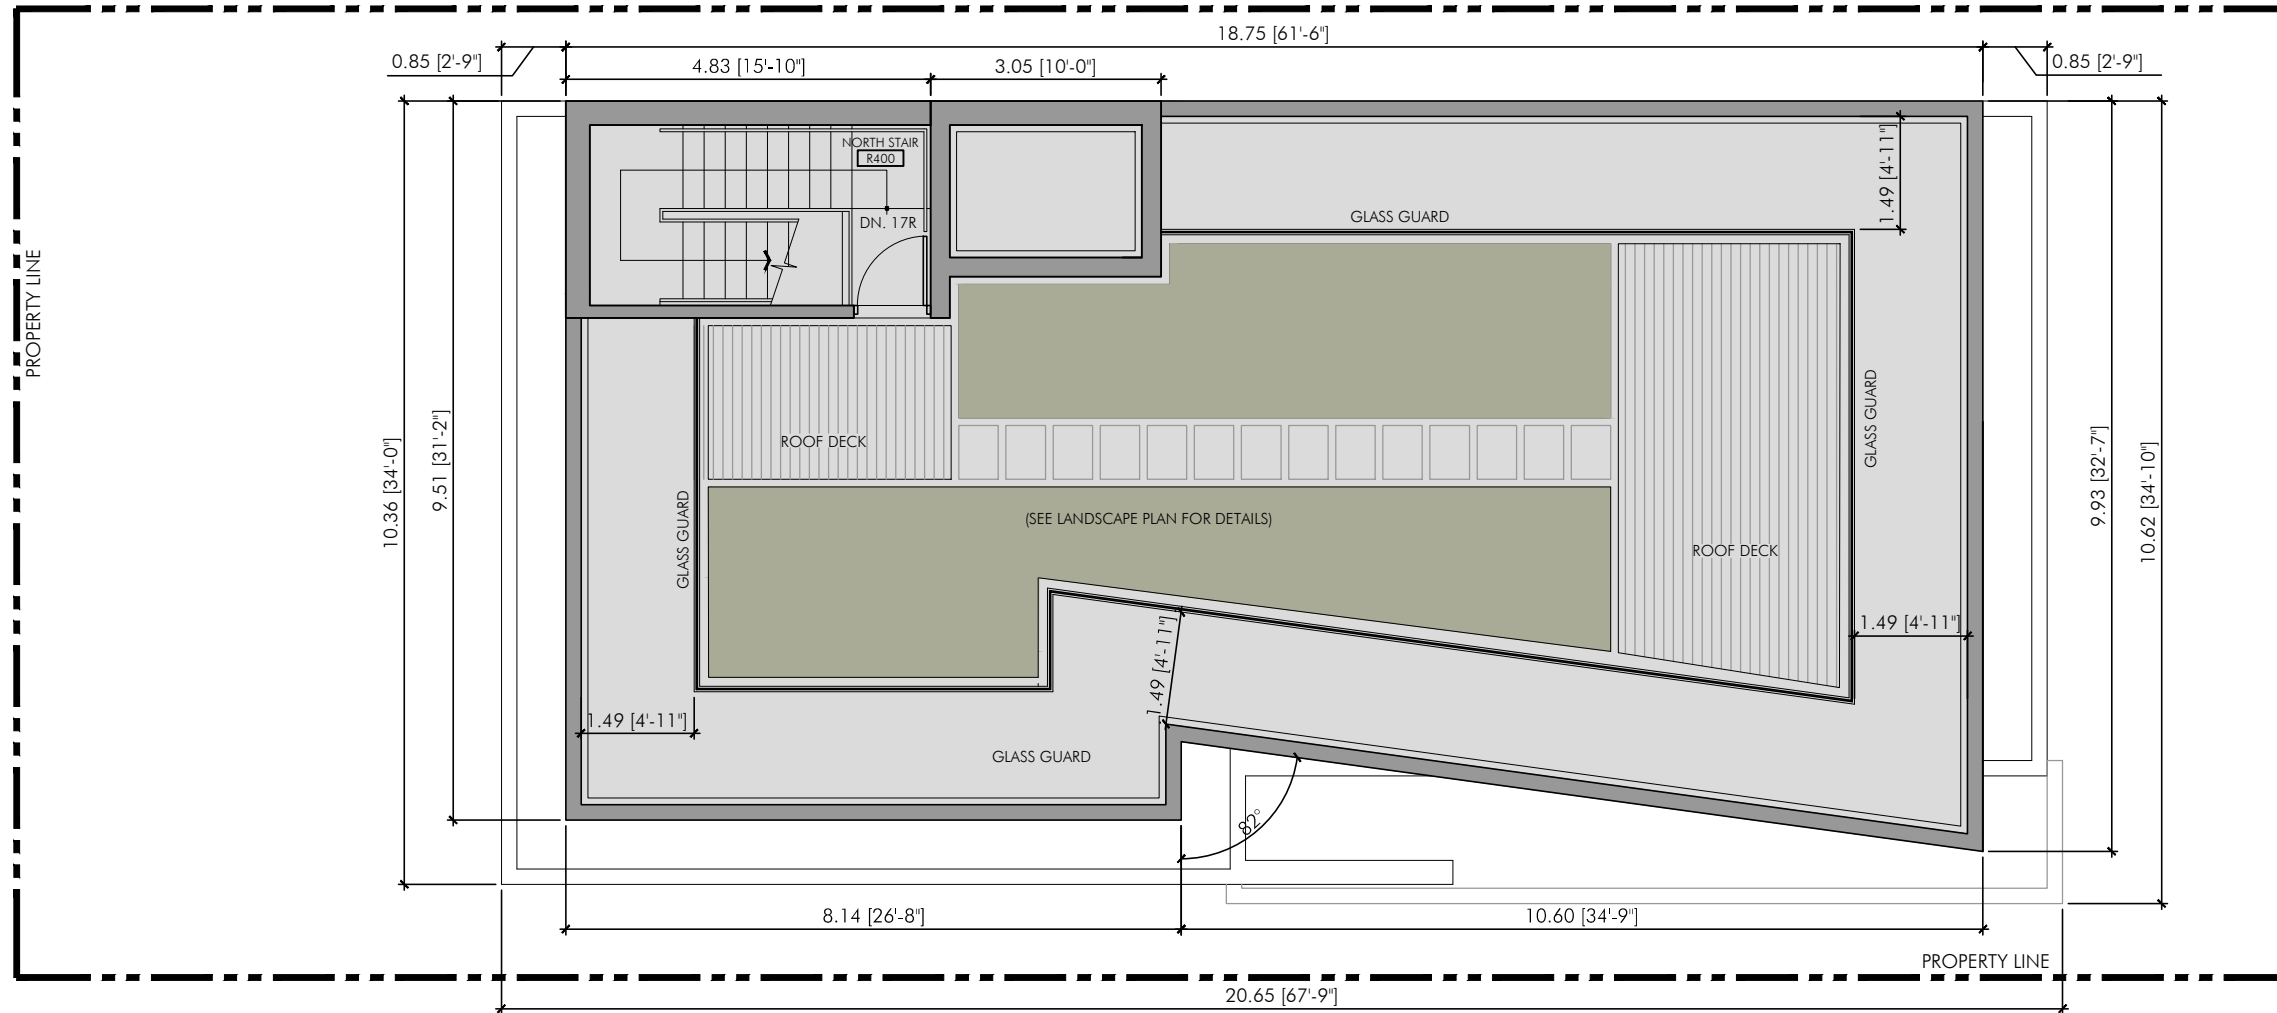 18.75 [61'-6"]
0.85 [2'-9"]
4.83 [15'-10"]
3.05 [10'-0"]
0.85 [2'-9"]
NORTH STAIR
R400
1.49 [4'-11"]
GLASS GUARD
DN. 17R
PROPERTY LINE
GLASS GUARD
10.36 [34'-0"]
9.51 [31'-2"]
ROOF DECK
9.93 [32'-7"]
10.62 [34'-10"]
GLASS GUARD
(SEE LANDSCAPE PLAN FOR DETAILS)
ROOF DECK
1.49 [4'-11"]
1.49 [4'-11"]
1.49 [4'-11"]
GLASS GUARD
82°
8.14 [26'-8"]
10.60 [34'-9"]
PROPERTY LINE
20.65 [67'-9"]